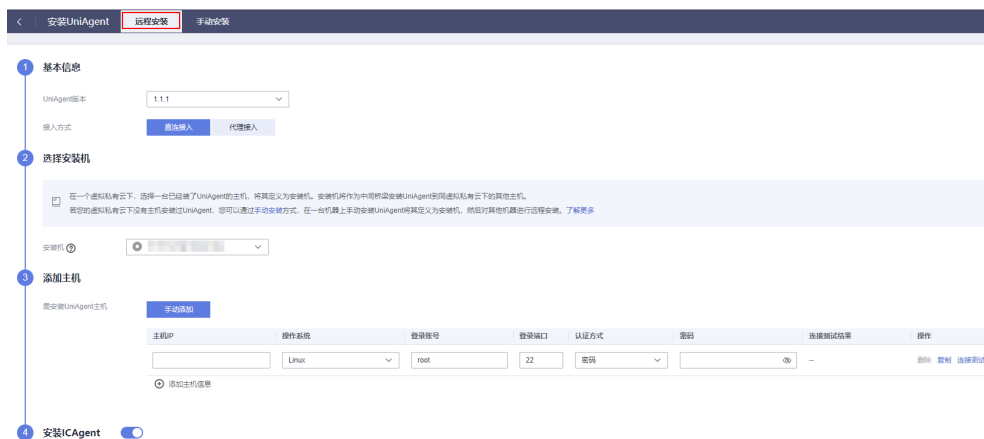 安装UniAgent 远程安装 手动安装
1 基本信息
UniAgent版本 1.1.1
接入方式 直连接入 代理接入
2 选择安装机
在一个虚拟私有云下，选择一台已经装了UniAgent的主机，将其定义为安装机。安装机将作为中间桥梁安装UniAgent到同虚拟私有云下的其他主机。
若您的虚拟私有云下没有主机安装过UniAgent，您可以通过手动安装方式，在一台机器上手动安装UniAgent将其定义为安装机，然后对其他机器进行远程安装。了解更多
安装机
3 添加主机
需安装UniAgent主机 手动添加
主机IP 操作系统 登录账号 登录端口 认证方式 密码 连接测试结果 操作
Linux root 22 密码 -- 删除 复制 连接测试
添加主机信息
4 安装ICAgent